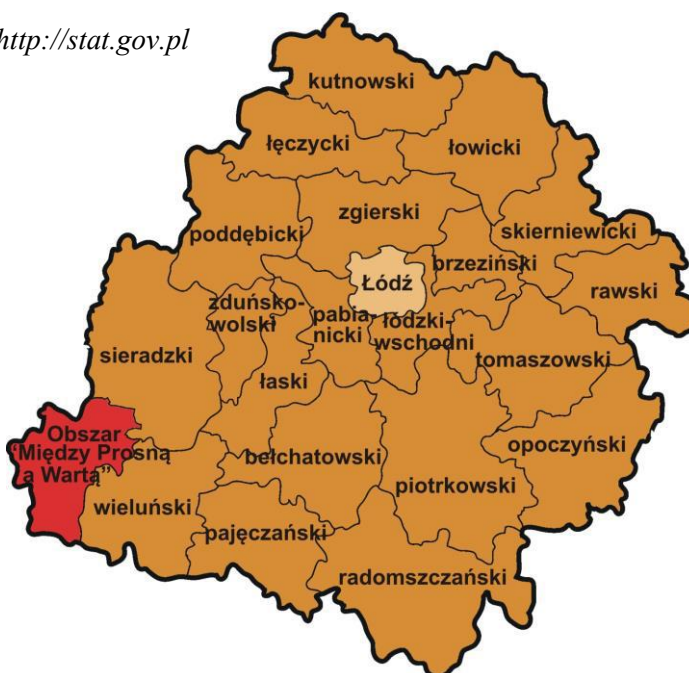 http://stat.gov.pl
kutnowski
łęczycki
łowicki
zgierski
poddębicki
skierniewicki
brzeziński
Łódź
rawski
zduńsko-
wolski
pabia-
nicki
łódzki-
wschodni
sieradzki
tomaszowski
łaski
Obszar
“Między Prosną
a Wartą”
opoczyński
bełchatowski
piotrkowski
wieluński
pajęczański
radomszczański